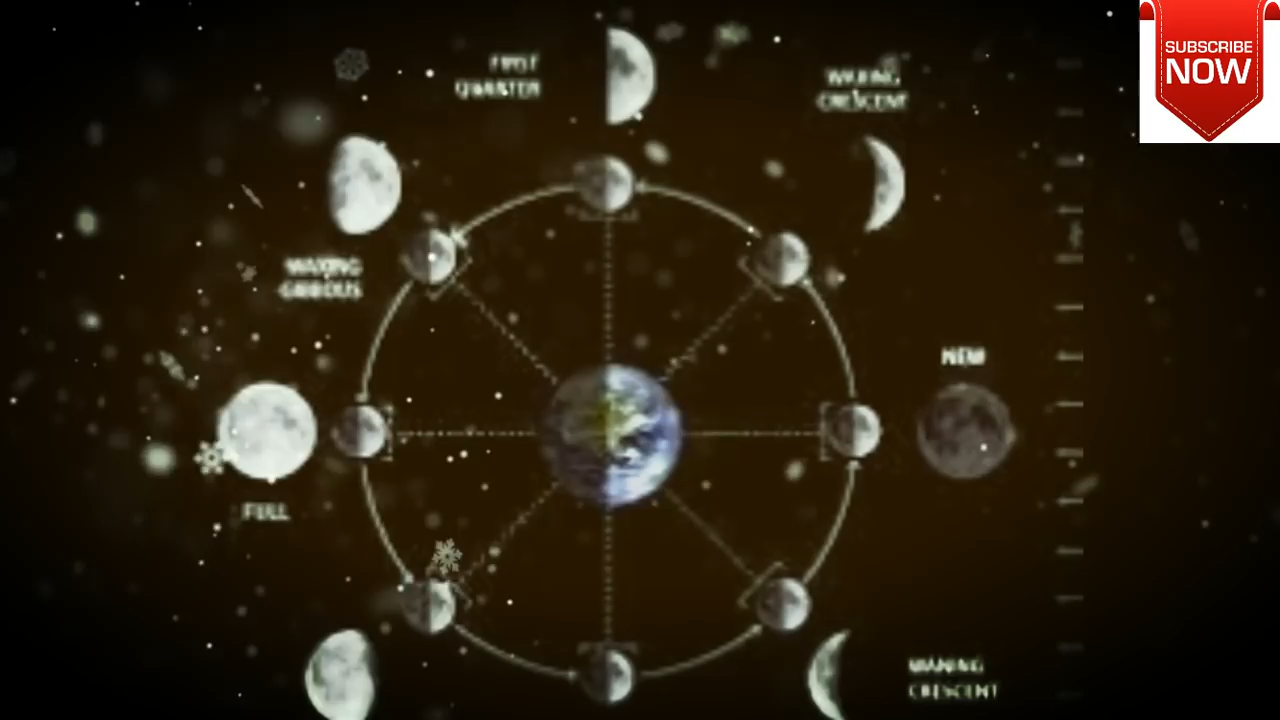 SUBSCRIBE
NOW
FIRST
QUARTER
WAXING
CRESCENT
WAXING
GIBBOUS
NEW
FULL
WANING
CRESCENT